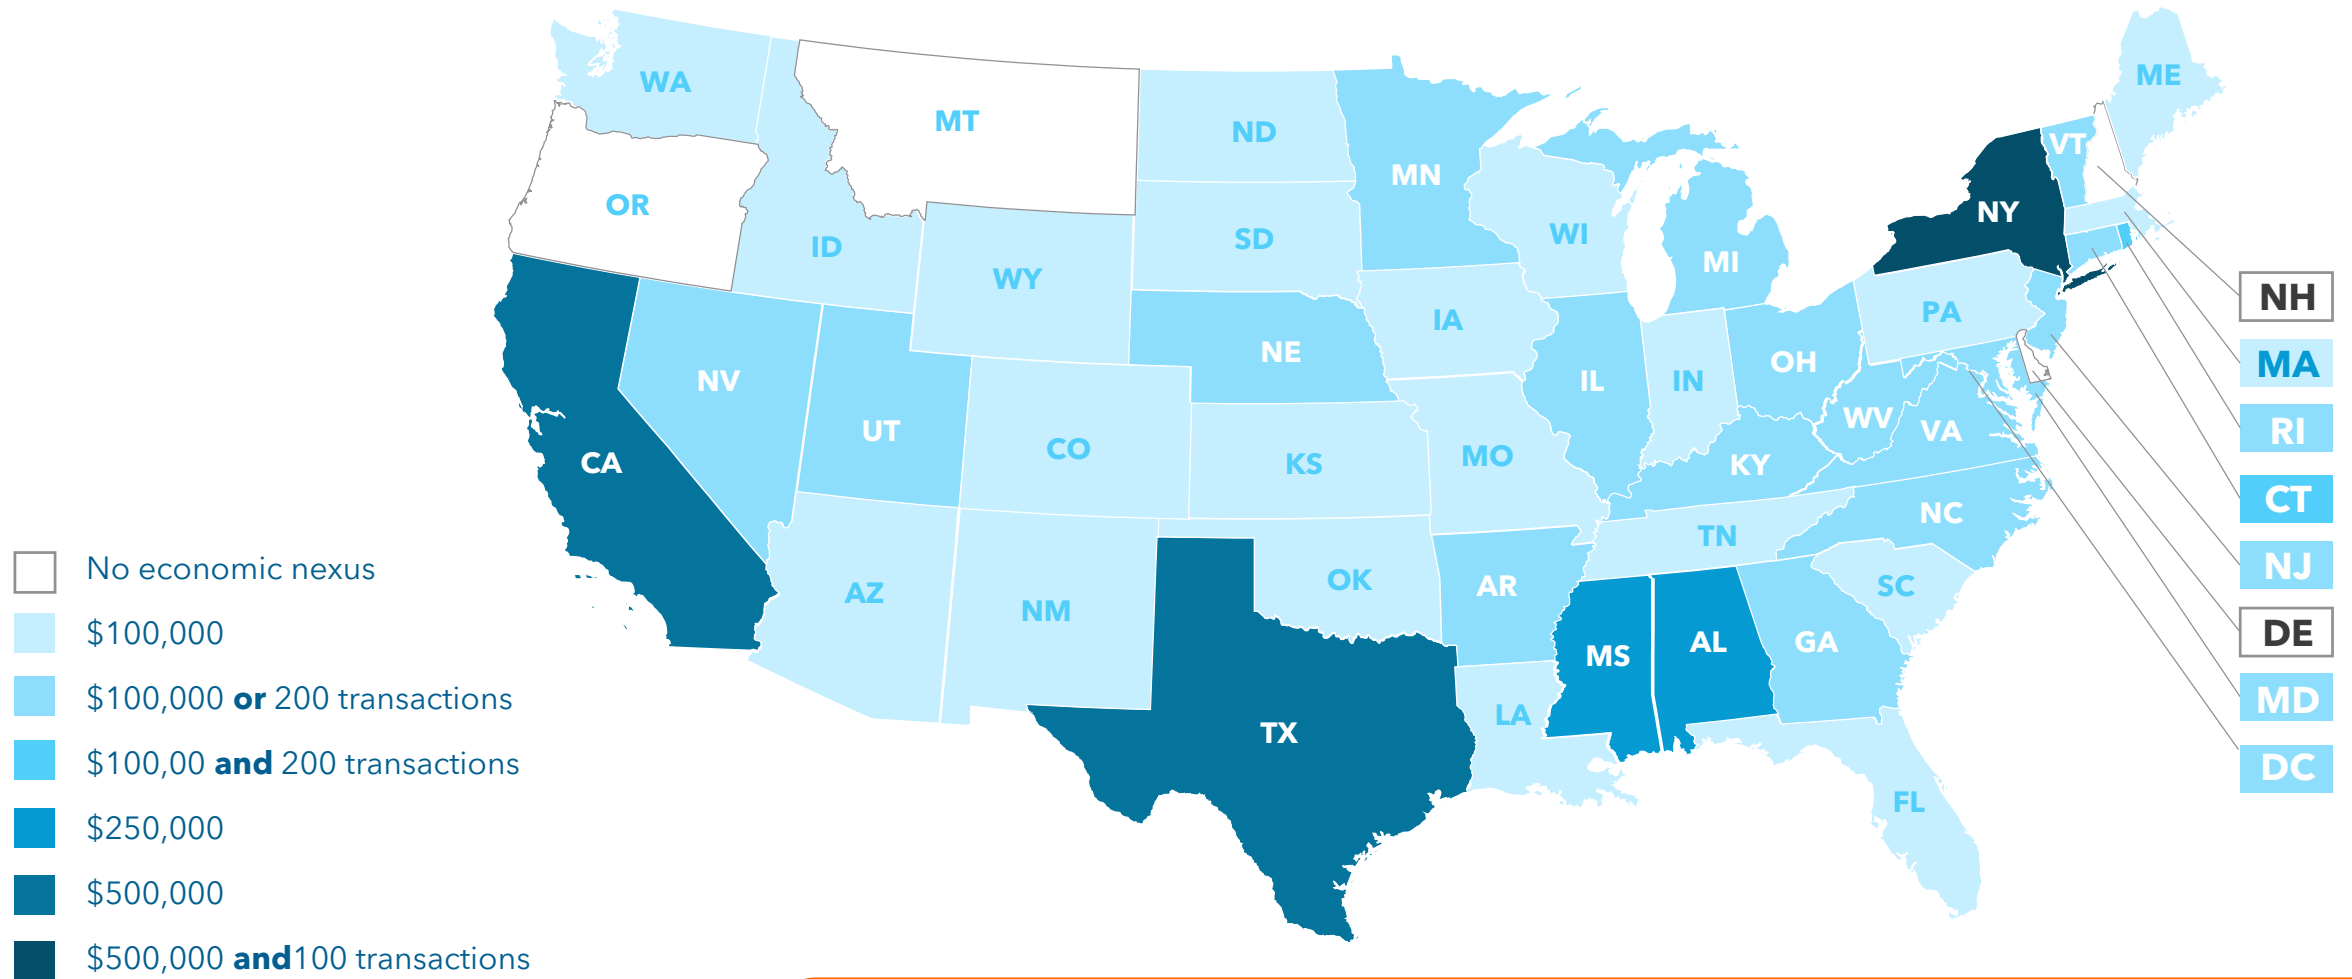 WA
MT
ND
MN
ME
VT
OR
ID
SD
WI
MI
NY
WY
NH
IA
PA
NE
MA
NV
IL
IN
OH
UT
WV
VA
RI
CO
KS
MO
KY
CA
CT
NC
TN
NJ
No economic nexus
AZ
NM
OK
AR
SC
$100,000
MS
AL
GA
DE
$100,000 or 200 transactions
LA
MD
TX
$100,00 and 200 transactions
DC
FL
$250,000
$500,000
$500,000 and100 transactions